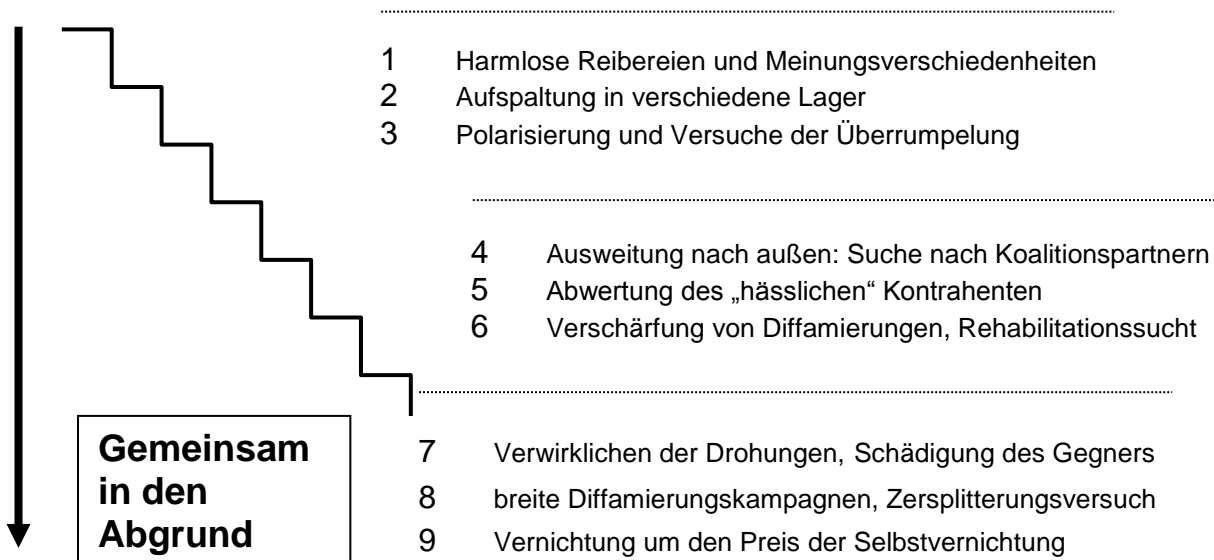 1 Harmlose Reibereien und Meinungsverschiedenheiten
2 Aufspaltung in verschiedene Lager
3 Polarisierung und Versuche der Überrumpelung
4 Ausweitung nach außen: Suche nach Koalitionspartnern
5 Abwertung des „hässlichen“ Kontrahenten
6 Verschärfung von Diffamierungen, Rehabilitationssucht
7 Verwirklichen der Drohungen, Schädigung des Gegners
8 breite Diffamierungskampagnen, Zersplitterungsversuch
9 Vernichtung um den Preis der Selbstvernichtung
Gemeinsam
in den
Abgrund